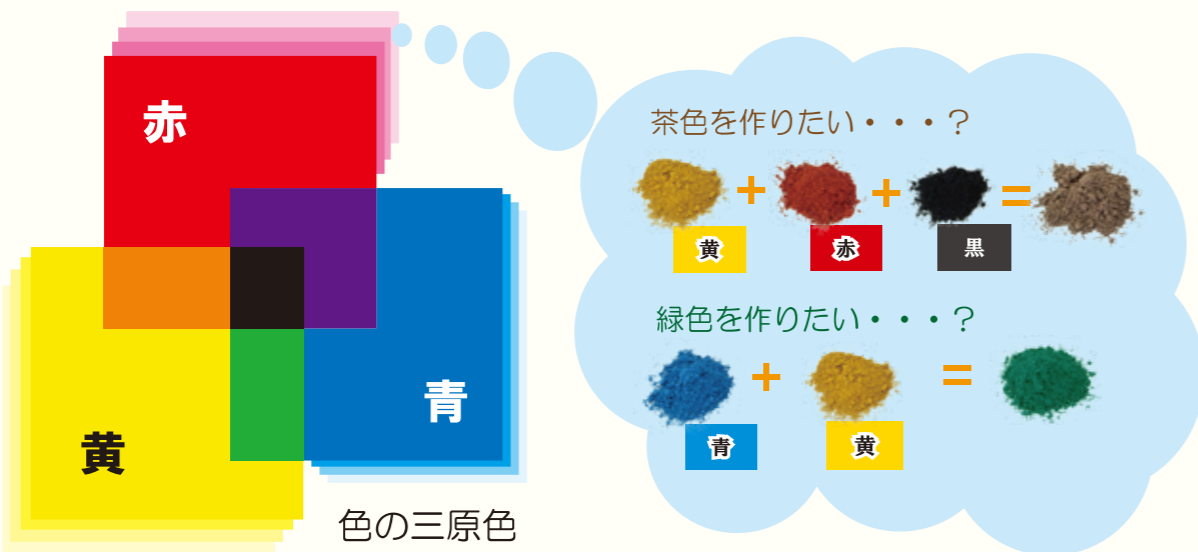 赤
青
黄
色の三原色
茶色を作りたい・・・？
+ + =
黄 赤 黒
緑色を作りたい・・・？
+ =
青 黄